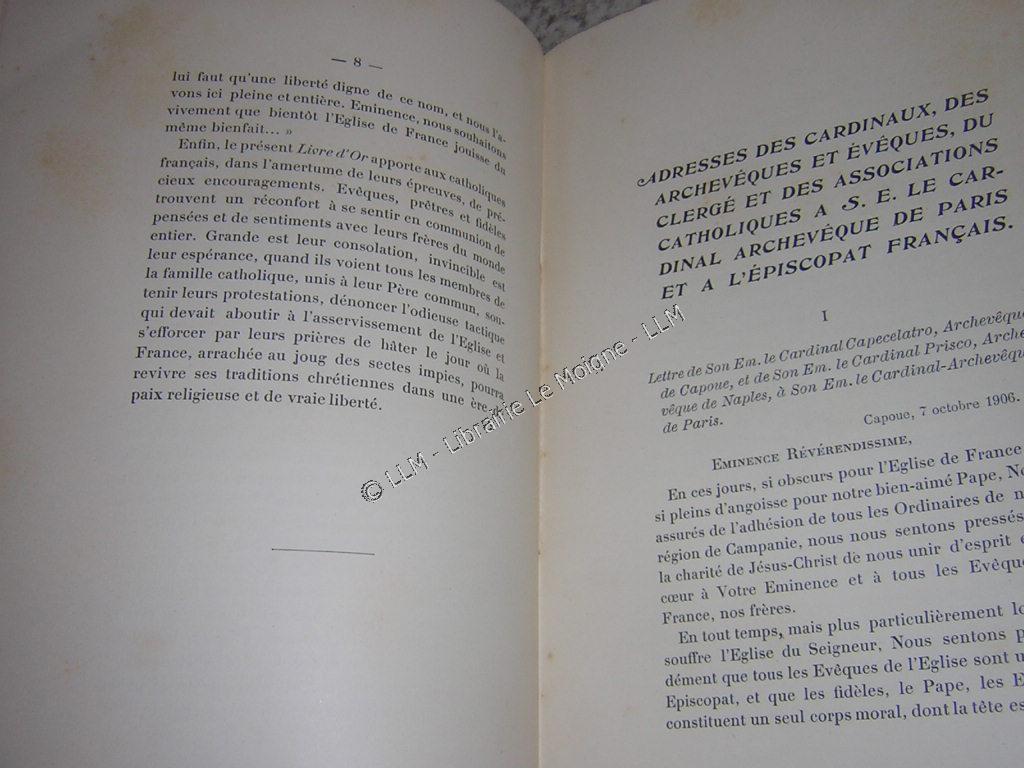 — 8 —
lui faut qu'une liberté digne de ce nom, et nous l'a-
vons ici pleine et entière. Eminence, nous souhaitons
vivement que bientôt l'Eglise de France jouisse du
même bienfait... »
Enfin, le présent Livre d'Or apporte aux catholiques
français, dans l'amertume de leurs épreuves, de pré-
cieux encouragements. Evêques, prêtres et fidèles
trouvent un réconfort à se sentir en communion de
pensées et de sentiments avec leurs frères du monde
entier. Grande est leur consolation, invincible est
leur espérance, quand ils voient tous les membres de
la famille catholique, unis à leur Père commun, sou-
tenir leurs protestations, dénoncer l'odieuse tactique
qui devait aboutir à l'asservissement de l'Eglise et
s'efforcer par leurs prières de hâter le jour où la
France, arrachée au joug des sectes impies, pourra
revivre ses traditions chrétiennes dans une ère
paix religieuse et de vraie liberté.
ADRESSES DES CARDINAUX, DES
ARCHEVÊQUES ET ÉVÊQUES, DU
CLERGÉ ET DES ASSOCIATIONS
CATHOLIQUES A S. E. LE CAR-
DINAL ARCHEVÊQUE DE PARIS
ET A L'ÉPISCOPAT FRANÇAIS.
I
Lettre de Son Em. le Cardinal Capecelatro, Archevêque
de Capoue, et de Son Em. le Cardinal Prisco, Arche-
vêque de Naples, à Son Em. le Cardinal-Archevêque
de Paris.
Capoue, 7 octobre 1906.
EMINENCE RÉVÉRENDISSIME,
En ces jours, si obscurs pour l'Eglise de France
si pleins d'angoisse pour notre bien-aimé Pape, No
assurés de l'adhésion de tous les Ordinaires de n
région de Campanie, nous nous sentons pressés
la charité de Jésus-Christ de nous unir d'esprit e
cœur à Votre Eminence et à tous les Evêqu
France, nos frères.
En tout temps, mais plus particulièrement lo
souffre l'Eglise du Seigneur, Nous sentons p
dément que tous les Evêques de l'Eglise sont u
Episcopat, et que les fidèles, le Pape, les E
constituent un seul corps moral, dont la tête es
© LLM - Librairie Le Moigne - LLM